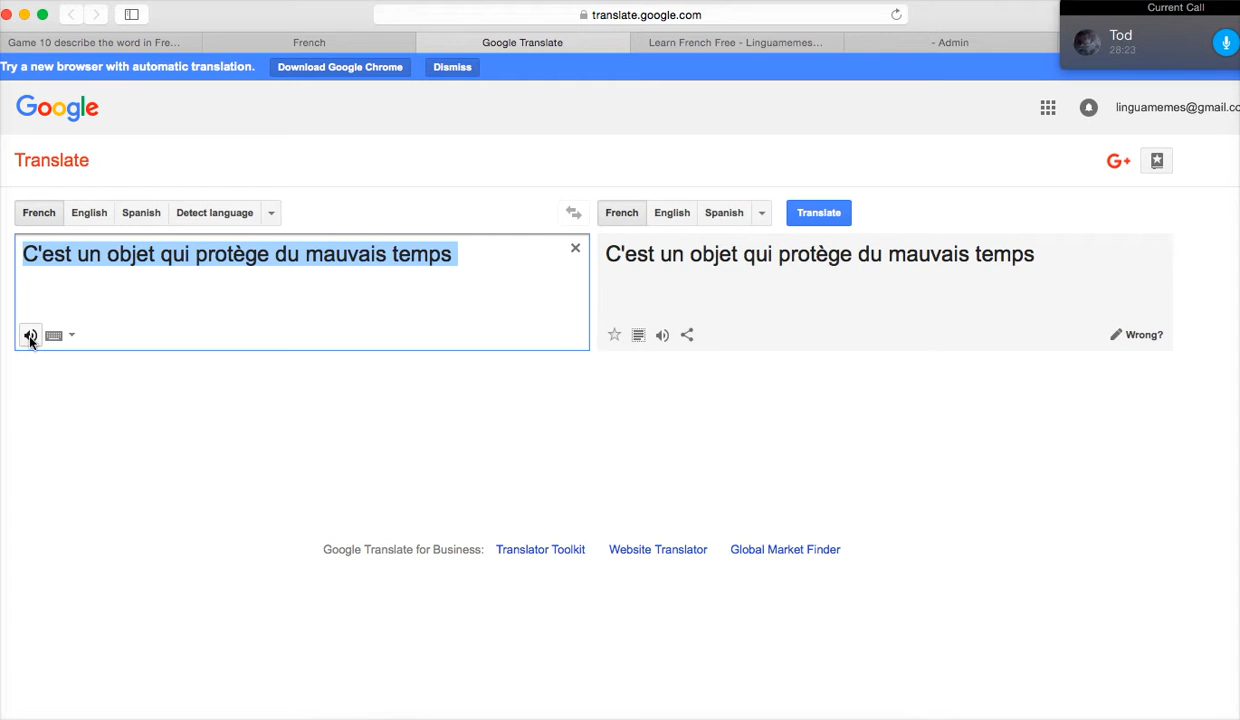 translate.google.com
Current Call
Tod
28:23
Game 10 describe the word in Fre...
French
Google Translate
Learn French Free - Linguamemes...
- Admin
Try a new browser with automatic translation.
Download Google Chrome
Dismiss
Google
linguamemes@gmail.co
Translate
G+
French English Spanish Detect language
French English Spanish Translate
C'est un objet qui protège du mauvais temps
C'est un objet qui protège du mauvais temps
Wrong?
Google Translate for Business: Translator Toolkit Website Translator Global Market Finder